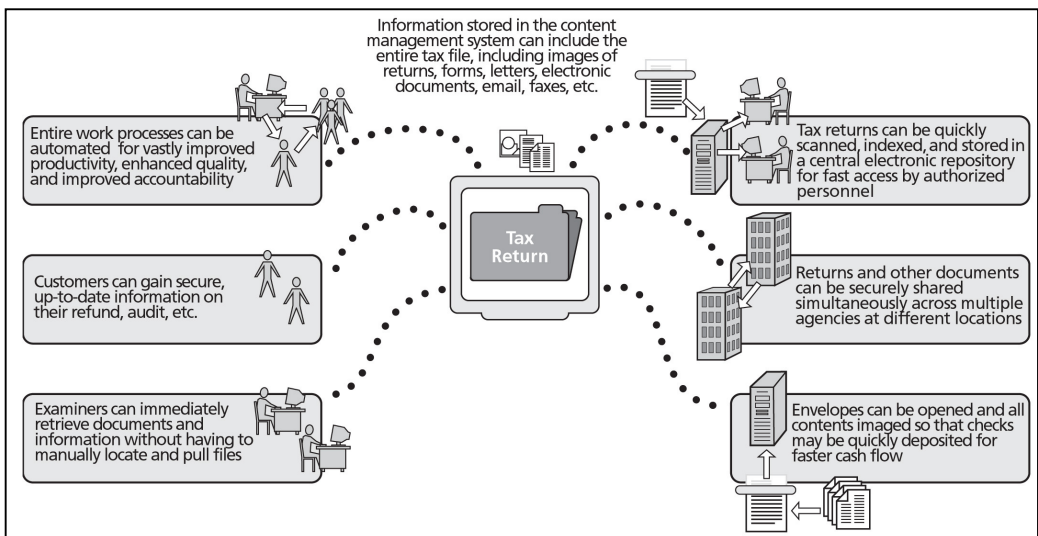 Information stored in the content
management system can include the
entire tax file, including images of
returns, forms, letters, electronic
documents, email, faxes, etc.
Entire work processes can be
automated for vastly improved
productivity, enhanced quality,
and improved accountability
Tax returns can be quickly
scanned, indexed, and stored in
a central electronic repository
for fast access by authorized
personnel
Tax
Return
Customers can gain secure,
up-to-date information on
their refund, audit, etc.
Returns and other documents
can be securely shared
simultaneously across multiple
agencies at different locations
Examiners can immediately
retrieve documents and
information without having to
manually locate and pull files
Envelopes can be opened and all
contents imaged so that checks
may be quickly deposited for
faster cash flow